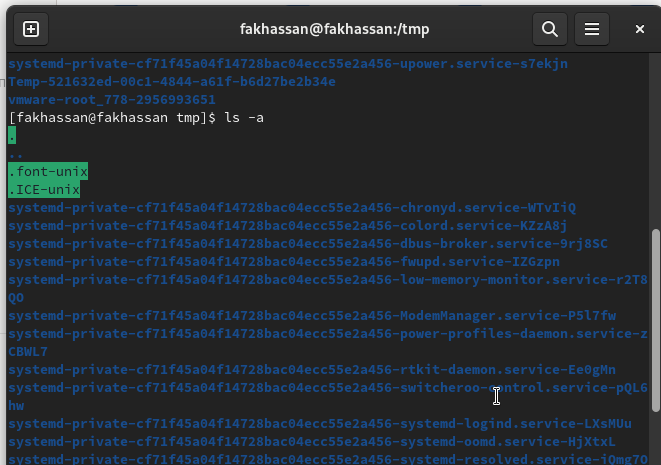 fakhassan@fakhassan:/tmp
systemd-private-cf71f45a04f14728bac04ecc55e2a456-upower.service-s7ekjn
Temp-521632ed-00c1-4844-a61f-b6d27be2b34e
vmware-root_778-2956993651
[fakhassan@fakhassan tmp]$ ls -a
.
..
.font-unix
.ICE-unix
systemd-private-cf71f45a04f14728bac04ecc55e2a456-chronyd.service-WTvIiQ
systemd-private-cf71f45a04f14728bac04ecc55e2a456-colord.service-KZzA8j
systemd-private-cf71f45a04f14728bac04ecc55e2a456-dbus-broker.service-9rj8SC
systemd-private-cf71f45a04f14728bac04ecc55e2a456-fwupd.service-IZGzpn
systemd-private-cf71f45a04f14728bac04ecc55e2a456-low-memory-monitor.service-r2T8
QO
systemd-private-cf71f45a04f14728bac04ecc55e2a456-ModemManager.service-P5l7fw
systemd-private-cf71f45a04f14728bac04ecc55e2a456-power-profiles-daemon.service-z
CBWL7
systemd-private-cf71f45a04f14728bac04ecc55e2a456-rtkit-daemon.service-Ee0gMn
systemd-private-cf71f45a04f14728bac04ecc55e2a456-switcheroo-control.service-pQL6
hw
systemd-private-cf71f45a04f14728bac04ecc55e2a456-systemd-logind.service-LXsMUu
systemd-private-cf71f45a04f14728bac04ecc55e2a456-systemd-oomd.service-HjXtxL
systemd-private-cf71f45a04f14728bac04ecc55e2a456-systemd-resolved.service-iOmg7O